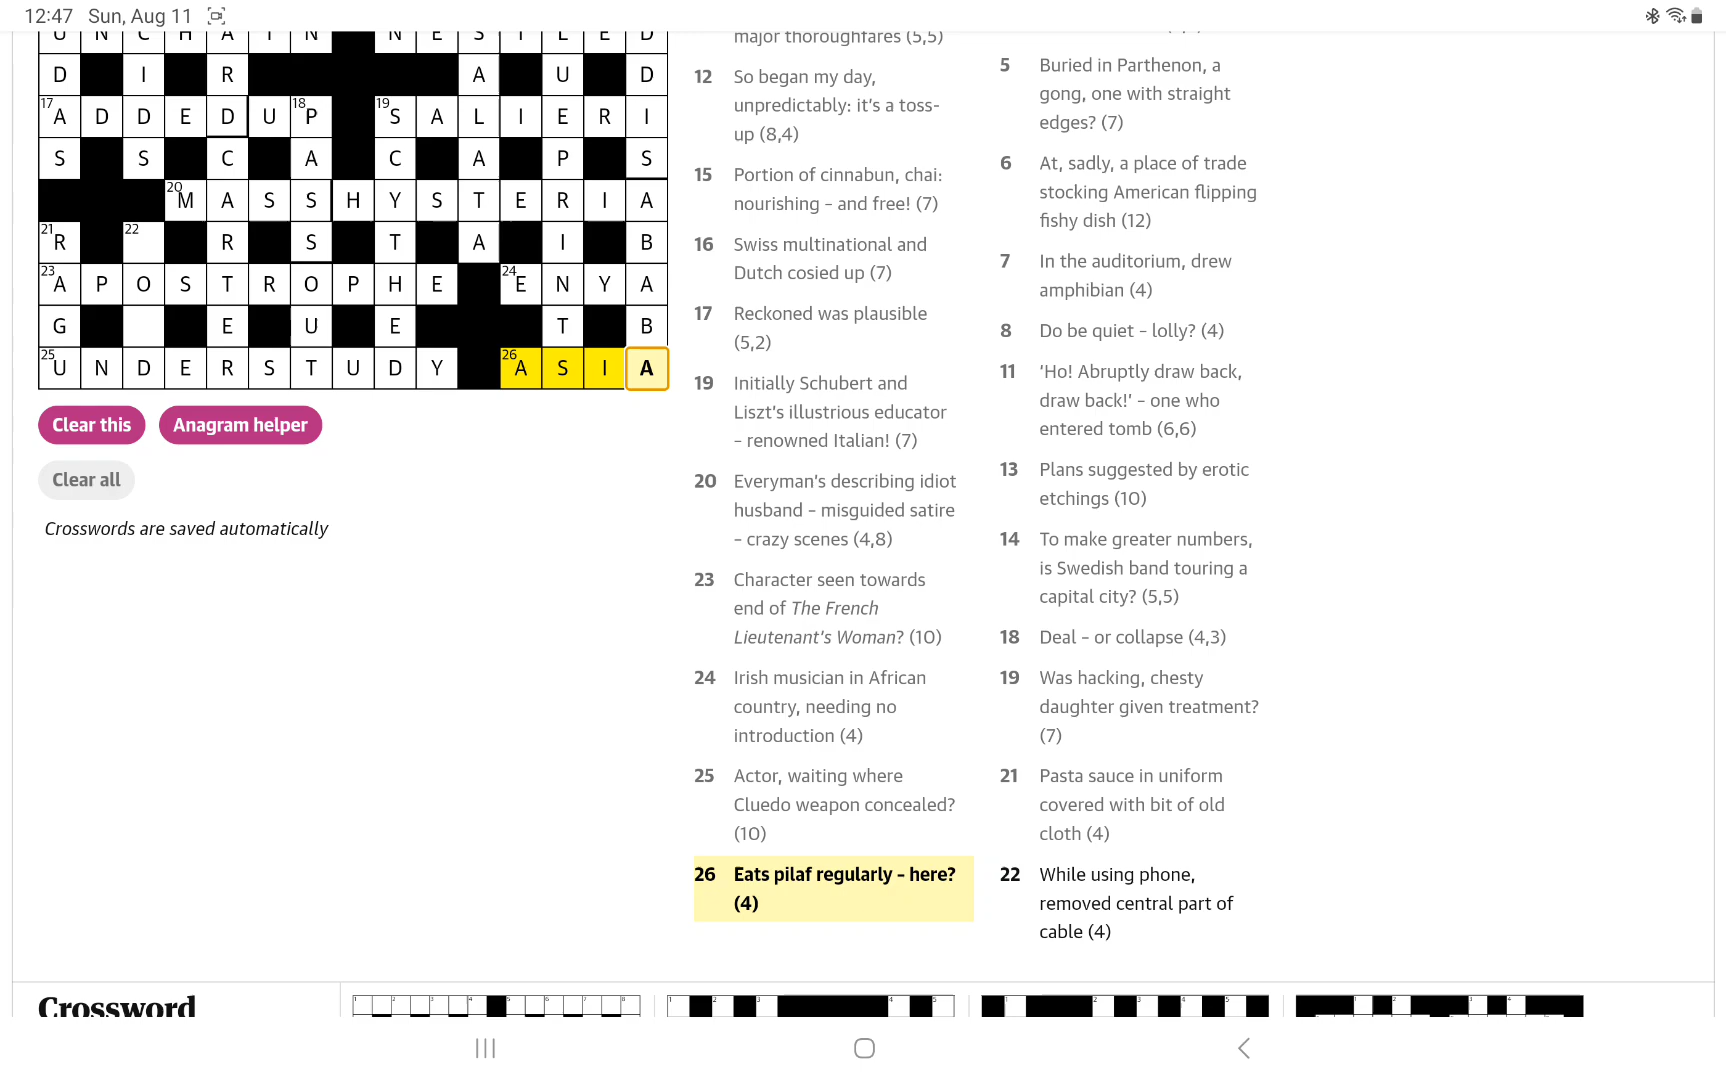 12:47 Sun, Aug 11
U N C H A I N N E S T L E D
D I R A U D
17 A D D E D U 18 P 19 S A L I E R I
S S C A C A P S
20 M A S S H Y S T E R I A
21 R 22 R S T A I B
23 A P O S T R O P H E 24 E N Y A
G E U E T B
25 U N D E R S T U D Y 26 A S I A
Clear this
Anagram helper
Clear all
Crosswords are saved automatically
major thoroughfares (5,5)
12 So began my day,
unpredictably: it's a toss-
up (8,4)
15 Portion of cinnabun, chai:
nourishing – and free! (7)
16 Swiss multinational and
Dutch cosied up (7)
17 Reckoned was plausible
(5,2)
19 Initially Schubert and
Liszt's illustrious educator
– renowned Italian! (7)
20 Everyman's describing idiot
husband – misguided satire
– crazy scenes (4,8)
23 Character seen towards
end of The French
Lieutenant's Woman? (10)
24 Irish musician in African
country, needing no
introduction (4)
25 Actor, waiting where
Cluedo weapon concealed?
(10)
26 Eats pilaf regularly – here?
(4)
5 Buried in Parthenon, a
gong, one with straight
edges? (7)
6 At, sadly, a place of trade
stocking American flipping
fishy dish (12)
7 In the auditorium, drew
amphibian (4)
8 Do be quiet – lolly? (4)
11 ‘Ho! Abruptly draw back,
draw back!’ – one who
entered tomb (6,6)
13 Plans suggested by erotic
etchings (10)
14 To make greater numbers,
is Swedish band touring a
capital city? (5,5)
18 Deal – or collapse (4,3)
19 Was hacking, chesty
daughter given treatment?
(7)
21 Pasta sauce in uniform
covered with bit of old
cloth (4)
22 While using phone,
removed central part of
cable (4)
Crossword